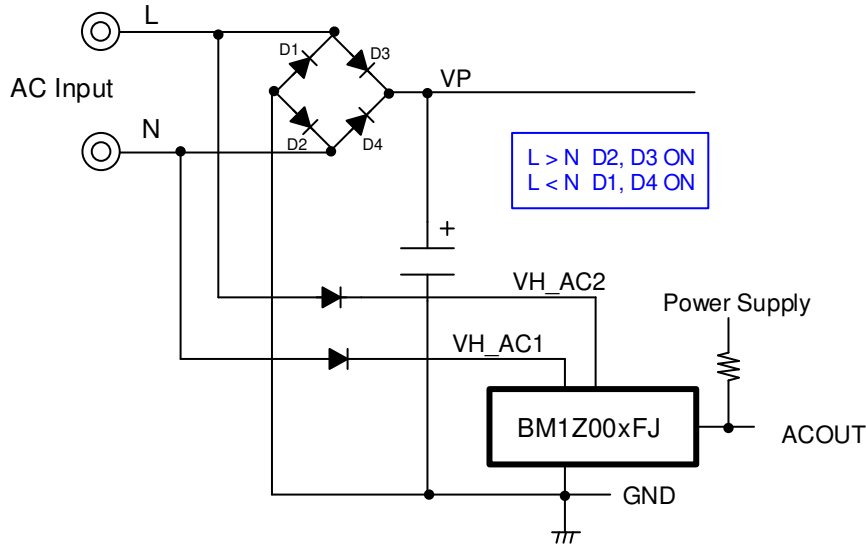 L
D1
D3
AC Input
VP
N
D2
D4
L > N D2, D3 ON
L < N D1, D4 ON
+
VH_AC2
Power Supply
VH_AC1
BM1Z00xFJ
ACOUT
GND